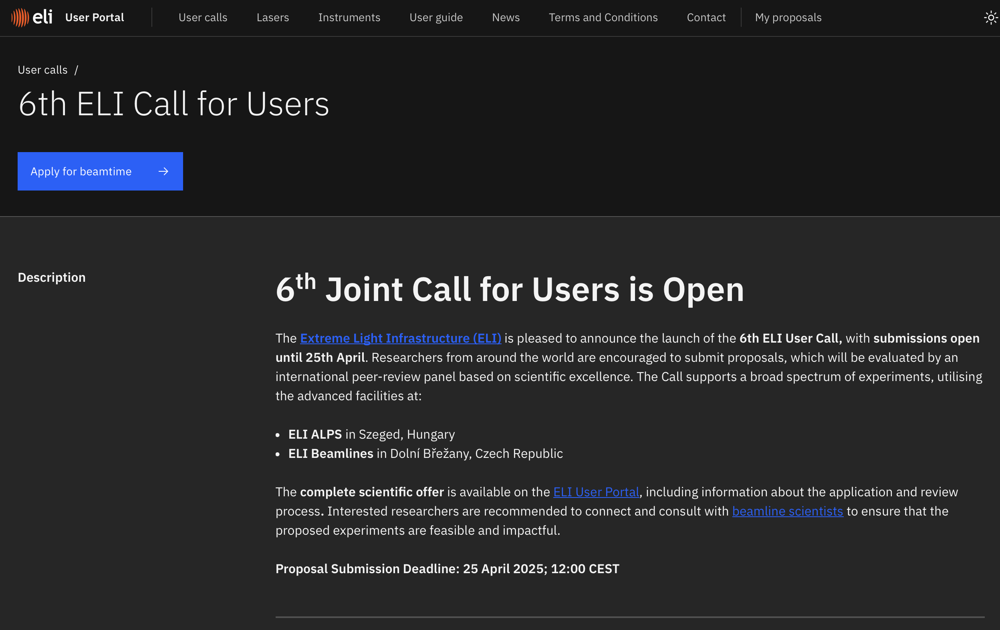 eli User Portal User calls Lasers Instruments User guide News Terms and Conditions Contact My proposals
User calls /
6th ELI Call for Users
Apply for beamtime →
Description
6th Joint Call for Users is Open
The Extreme Light Infrastructure (ELI) is pleased to announce the launch of the 6th ELI User Call, with submissions open
until 25th April. Researchers from around the world are encouraged to submit proposals, which will be evaluated by an
international peer-review panel based on scientific excellence. The Call supports a broad spectrum of experiments, utilising
the advanced facilities at:
• ELI ALPS in Szeged, Hungary
• ELI Beamlines in Dolní Břežany, Czech Republic
The complete scientific offer is available on the ELI User Portal, including information about the application and review
process. Interested researchers are recommended to connect and consult with beamline scientists to ensure that the
proposed experiments are feasible and impactful.
Proposal Submission Deadline: 25 April 2025; 12:00 CEST